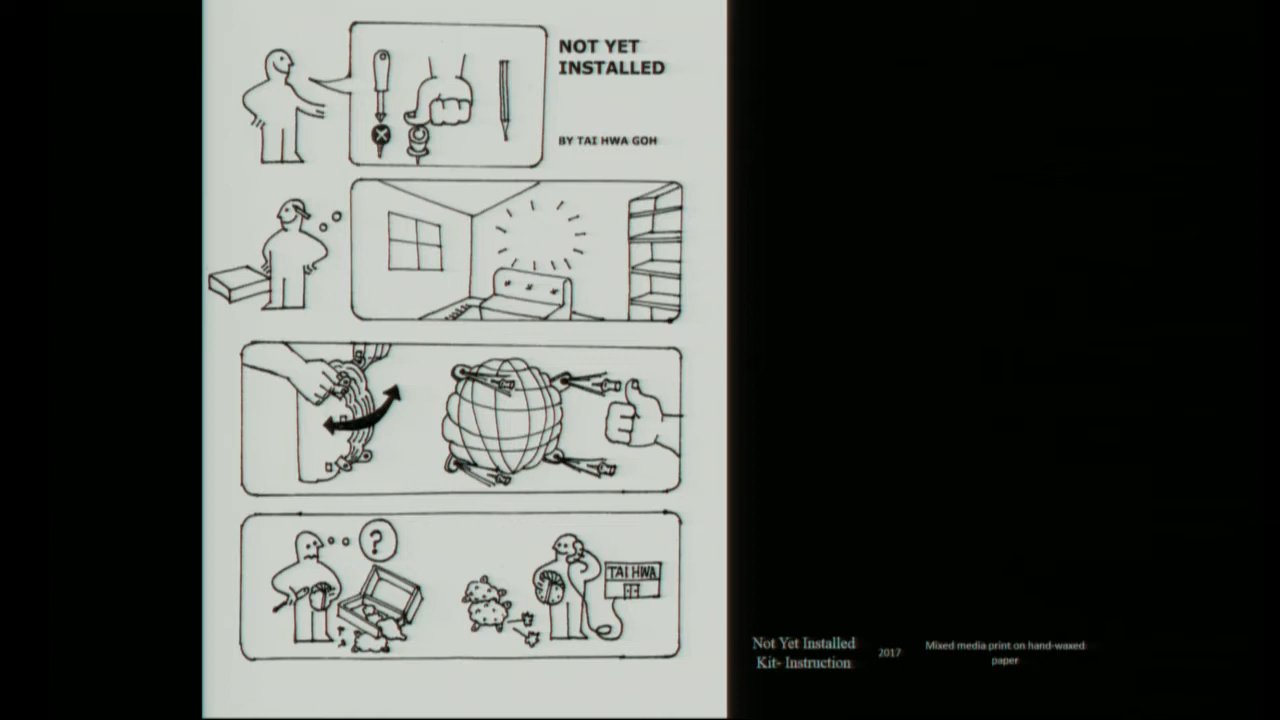 NOT YET
INSTALLED
BY TAI HWA GOH
?
TAI HWA
Not Yet Installed
Kit- Instruction
2017
Mixed media print on hand-waxed
paper